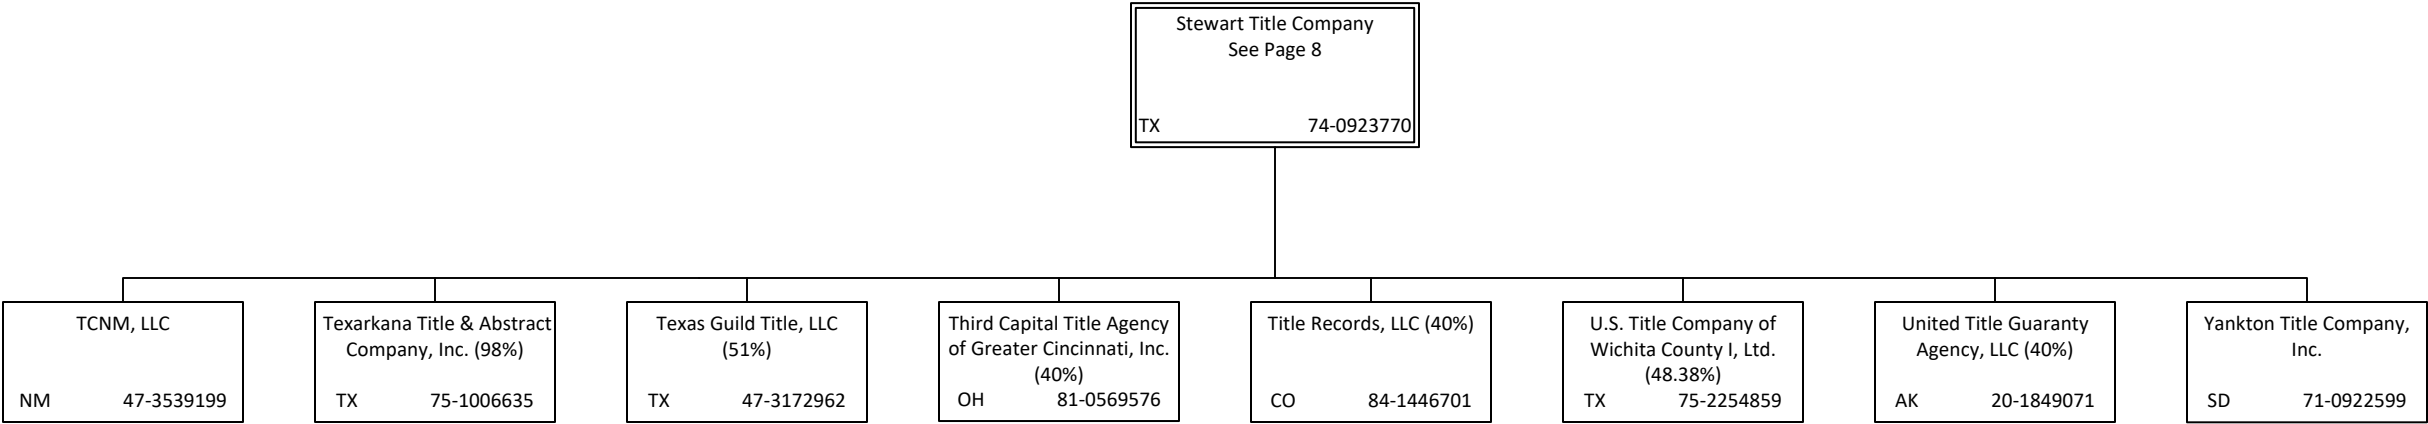 Stewart Title Company
See Page 8
TX 74-0923770
TCNM, LLC
NM 47-3539199
Texarkana Title & Abstract
Company, Inc. (98%)
TX 75-1006635
Texas Guild Title, LLC
(51%)
TX 47-3172962
Third Capital Title Agency
of Greater Cincinnati, Inc.
(40%)
OH 81-0569576
Title Records, LLC (40%)
CO 84-1446701
U.S. Title Company of
Wichita County I, Ltd.
(48.38%)
TX 75-2254859
United Title Guaranty
Agency, LLC (40%)
AK 20-1849071
Yankton Title Company,
Inc.
SD 71-0922599